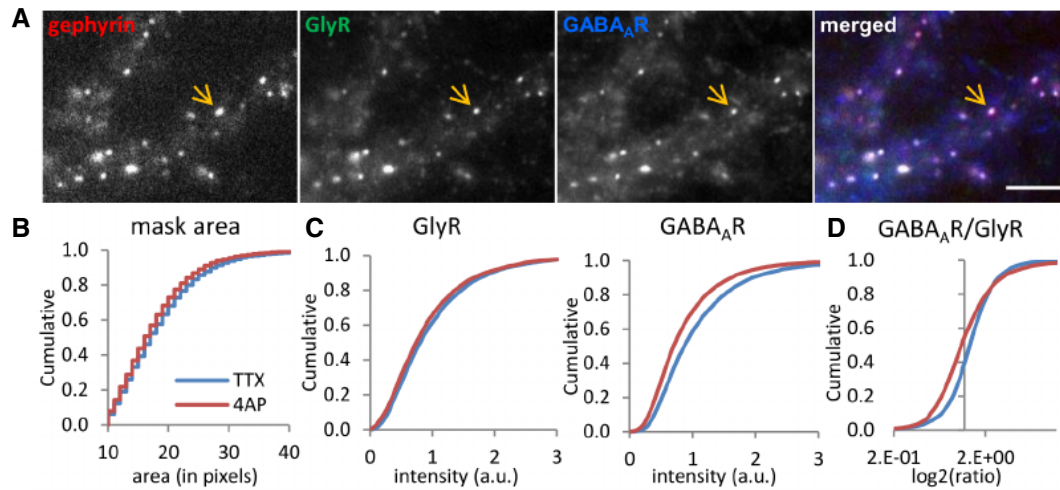 A
gephyrin
GlyR
GABA_AR
merged
B
mask area
C
GlyR
GABA_AR
D
GABA_AR/GlyR
Cumulative
1.0
0.8
0.6
0.4
0.2
0.0
TTX
4AP
10 20 30 40
area (in pixels)
Cumulative
1.0
0.8
0.6
0.4
0.2
0.0
0 1 2 3
intensity (a.u.)
Cumulative
1.0
0.8
0.6
0.4
0.2
0.0
0 1 2 3
intensity (a.u.)
Cumulative
1.0
0.8
0.6
0.4
0.2
0.0
2.E-01 2.E+00
log2(ratio)